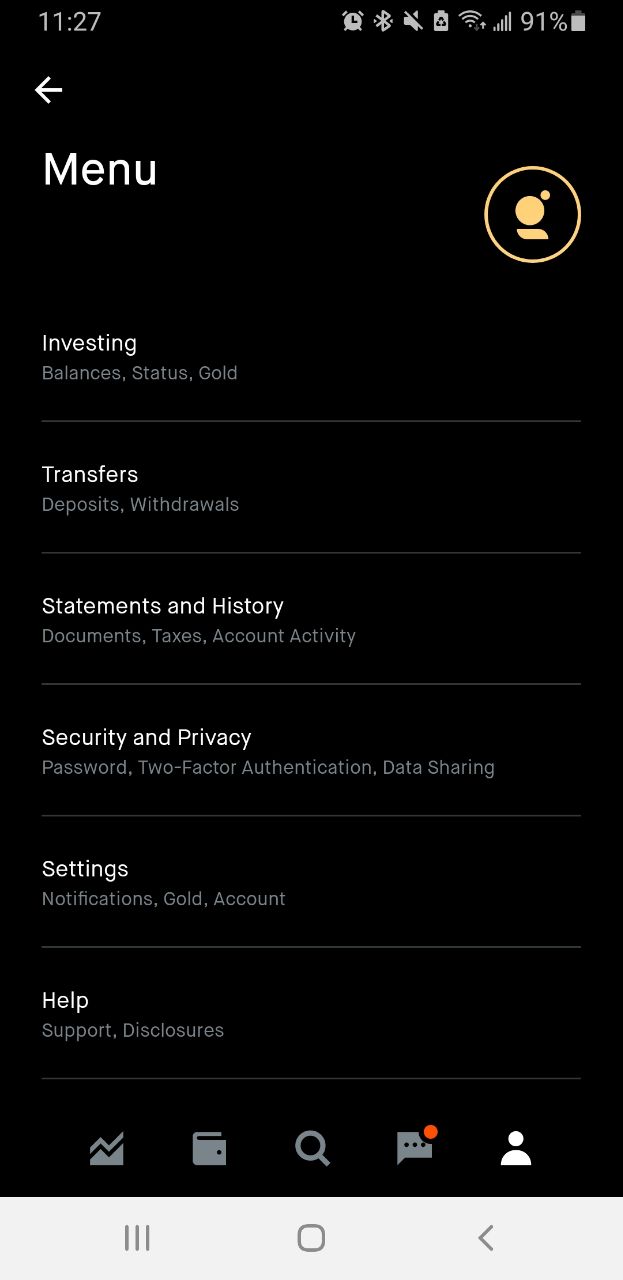 11:27
91%
Menu
Investing
Balances, Status, Gold
Transfers
Deposits, Withdrawals
Statements and History
Documents, Taxes, Account Activity
Security and Privacy
Password, Two-Factor Authentication, Data Sharing
Settings
Notifications, Gold, Account
Help
Support, Disclosures